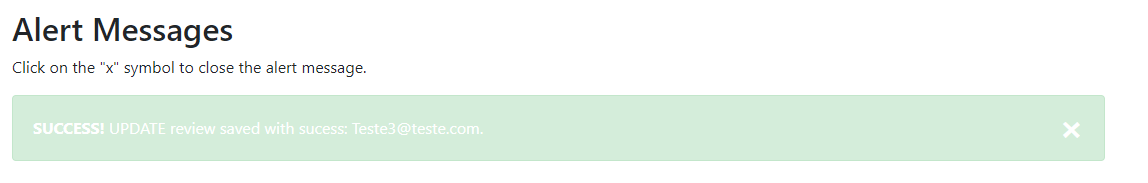 Alert Messages
Click on the "x" symbol to close the alert message.
SUCCESS! UPDATE review saved with sucess: Teste3@teste.com.
×